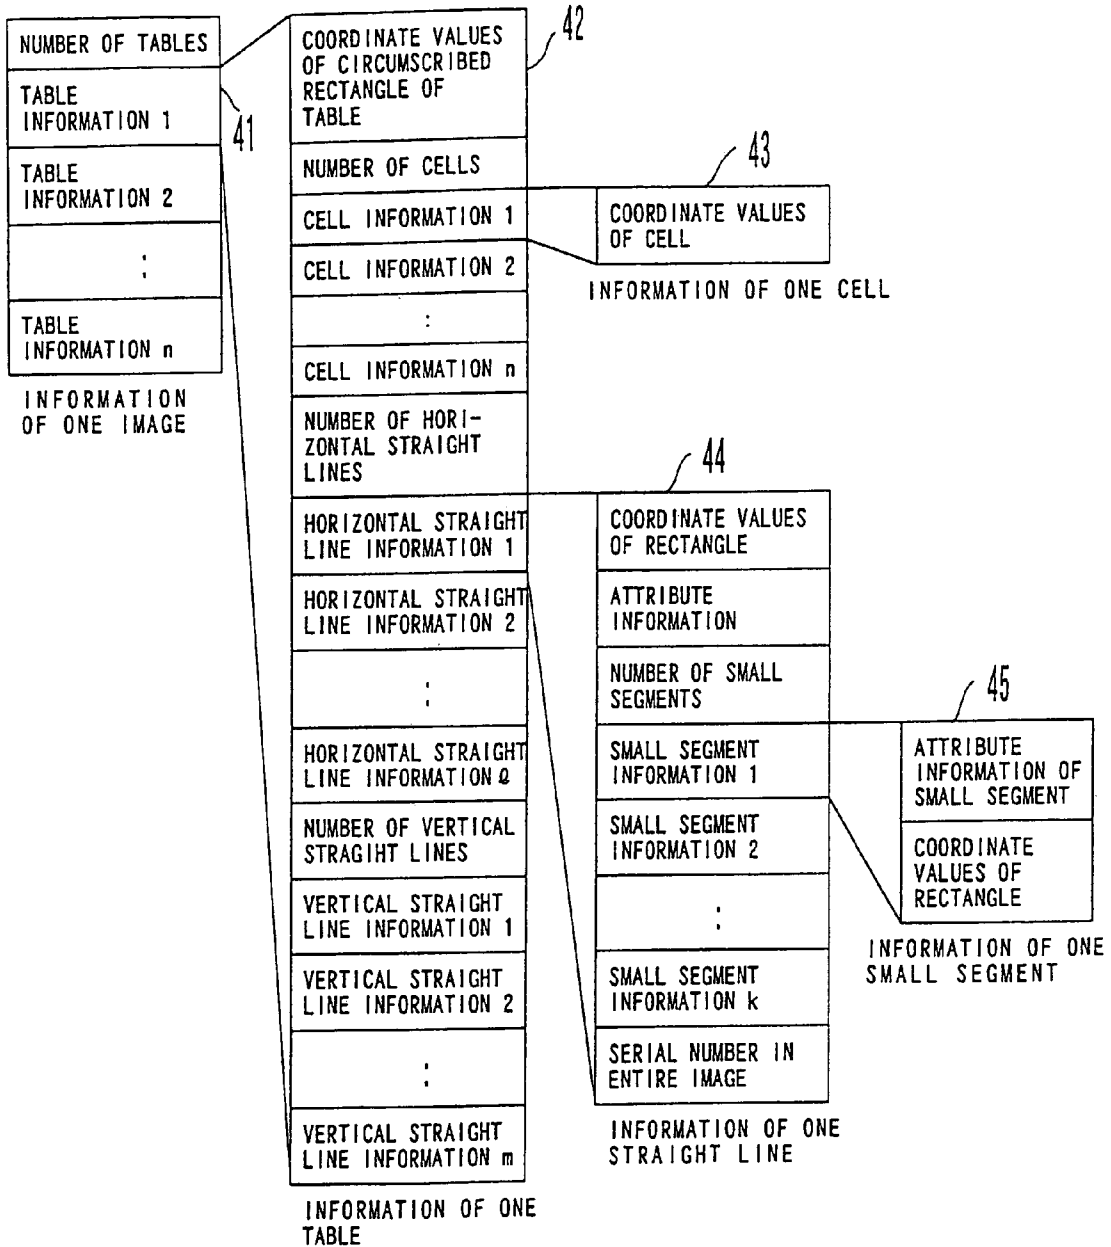 NUMBER OF TABLES
TABLE
INFORMATION 1
TABLE
INFORMATION 2
:
TABLE
INFORMATION n
INFORMATION
OF ONE IMAGE
41
42
COORDINATE VALUES
OF CIRCUMSCRIBED
RECTANGLE OF
TABLE
NUMBER OF CELLS
CELL INFORMATION 1
CELL INFORMATION 2
:
CELL INFORMATION n
NUMBER OF HORI-
ZONTAL STRAIGHT
LINES
HORIZONTAL STRAIGHT
LINE INFORMATION 1
HORIZONTAL STRAIGHT
LINE INFORMATION 2
:
HORIZONTAL STRAIGHT
LINE INFORMATION ℓ
NUMBER OF VERTICAL
STRAGIHT LINES
VERTICAL STRAIGHT
LINE INFORMATION 1
VERTICAL STRAIGHT
LINE INFORMATION 2
:
VERTICAL STRAIGHT
LINE INFORMATION m
INFORMATION OF ONE
TABLE
43
COORDINATE VALUES
OF CELL
INFORMATION OF ONE CELL
44
COORDINATE VALUES
OF RECTANGLE
ATTRIBUTE
INFORMATION
NUMBER OF SMALL
SEGMENTS
SMALL SEGMENT
INFORMATION 1
SMALL SEGMENT
INFORMATION 2
:
SMALL SEGMENT
INFORMATION k
SERIAL NUMBER IN
ENTIRE IMAGE
INFORMATION OF ONE
STRAIGHT LINE
45
ATTRIBUTE
INFORMATION OF
SMALL SEGMENT
COORDINATE
VALUES OF
RECTANGLE
INFORMATION OF ONE
SMALL SEGMENT